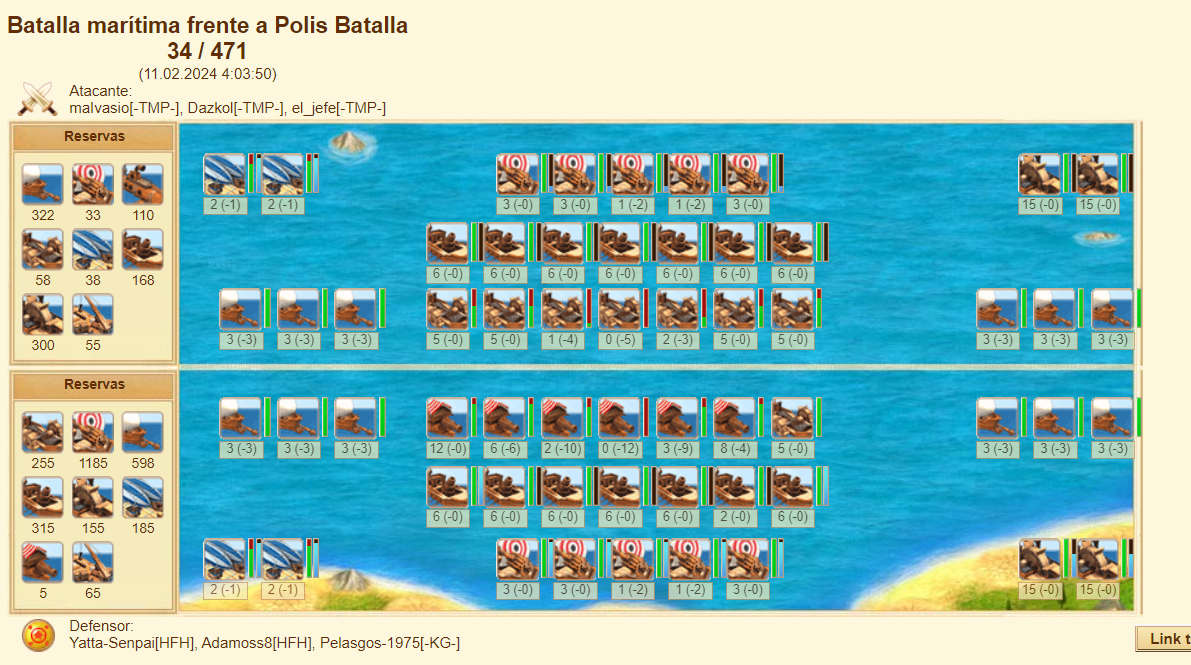 Batalla marítima frente a Polis Batalla
34 / 471
(11.02.2024 4:03:50)
Atacante:
malvasio[-TMP-], Dazkol[-TMP-], el_jefe[-TMP-]
Reservas
322 33 110
58 38 168
300 55
2 (-1) 2 (-1) 3 (-0) 3 (-0) 1 (-2) 1 (-2) 3 (-0) 15 (-0) 15 (-0)
6 (-0) 6 (-0) 6 (-0) 6 (-0) 6 (-0) 6 (-0) 6 (-0)
3 (-3) 3 (-3) 3 (-3) 5 (-0) 5 (-0) 1 (-4) 0 (-5) 2 (-3) 5 (-0) 5 (-0) 3 (-3) 3 (-3) 3 (-3)
Reservas
255 1185 598
315 155 185
5 65
3 (-3) 3 (-3) 3 (-3) 12 (-0) 6 (-6) 2 (-10) 0 (-12) 3 (-9) 8 (-4) 5 (-0) 3 (-3) 3 (-3) 3 (-3)
6 (-0) 6 (-0) 6 (-0) 6 (-0) 6 (-0) 2 (-0) 6 (-0)
2 (-1) 2 (-1) 3 (-0) 3 (-0) 1 (-2) 1 (-2) 3 (-0) 15 (-0) 15 (-0)
Defensor:
Yatta-Senpai[HFH], Adamoss8[HFH], Pelasgos-1975[-KG-]
Link t